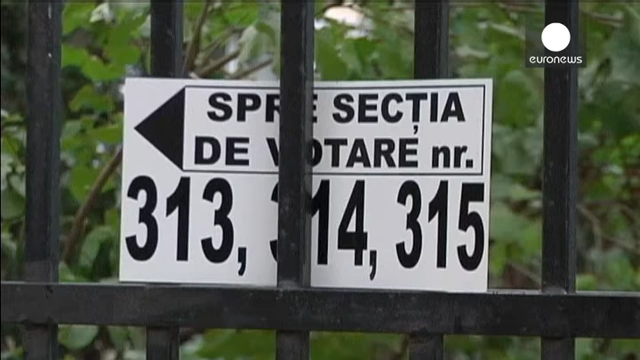 euronews
SPRE SECȚIA
DE VOTARE nr.
313, 314, 315